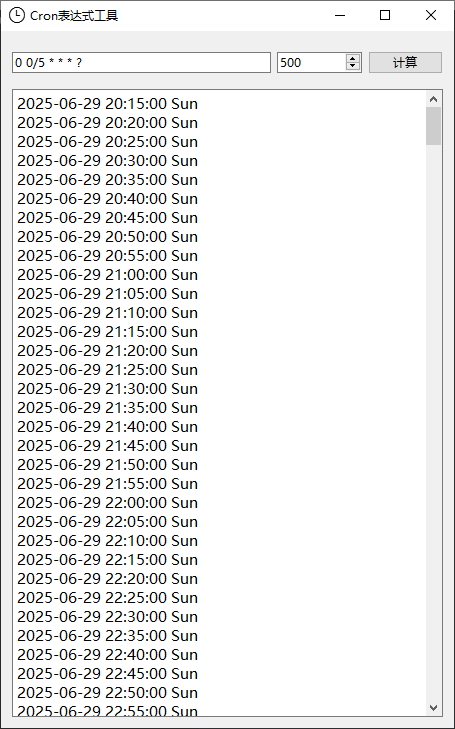 Cron表达式工具
0 0/5 * * * ?
500
计算
2025-06-29 20:15:00 Sun
2025-06-29 20:20:00 Sun
2025-06-29 20:25:00 Sun
2025-06-29 20:30:00 Sun
2025-06-29 20:35:00 Sun
2025-06-29 20:40:00 Sun
2025-06-29 20:45:00 Sun
2025-06-29 20:50:00 Sun
2025-06-29 20:55:00 Sun
2025-06-29 21:00:00 Sun
2025-06-29 21:05:00 Sun
2025-06-29 21:10:00 Sun
2025-06-29 21:15:00 Sun
2025-06-29 21:20:00 Sun
2025-06-29 21:25:00 Sun
2025-06-29 21:30:00 Sun
2025-06-29 21:35:00 Sun
2025-06-29 21:40:00 Sun
2025-06-29 21:45:00 Sun
2025-06-29 21:50:00 Sun
2025-06-29 21:55:00 Sun
2025-06-29 22:00:00 Sun
2025-06-29 22:05:00 Sun
2025-06-29 22:10:00 Sun
2025-06-29 22:15:00 Sun
2025-06-29 22:20:00 Sun
2025-06-29 22:25:00 Sun
2025-06-29 22:30:00 Sun
2025-06-29 22:35:00 Sun
2025-06-29 22:40:00 Sun
2025-06-29 22:45:00 Sun
2025-06-29 22:50:00 Sun
2025-06-29 22:55:00 Sun